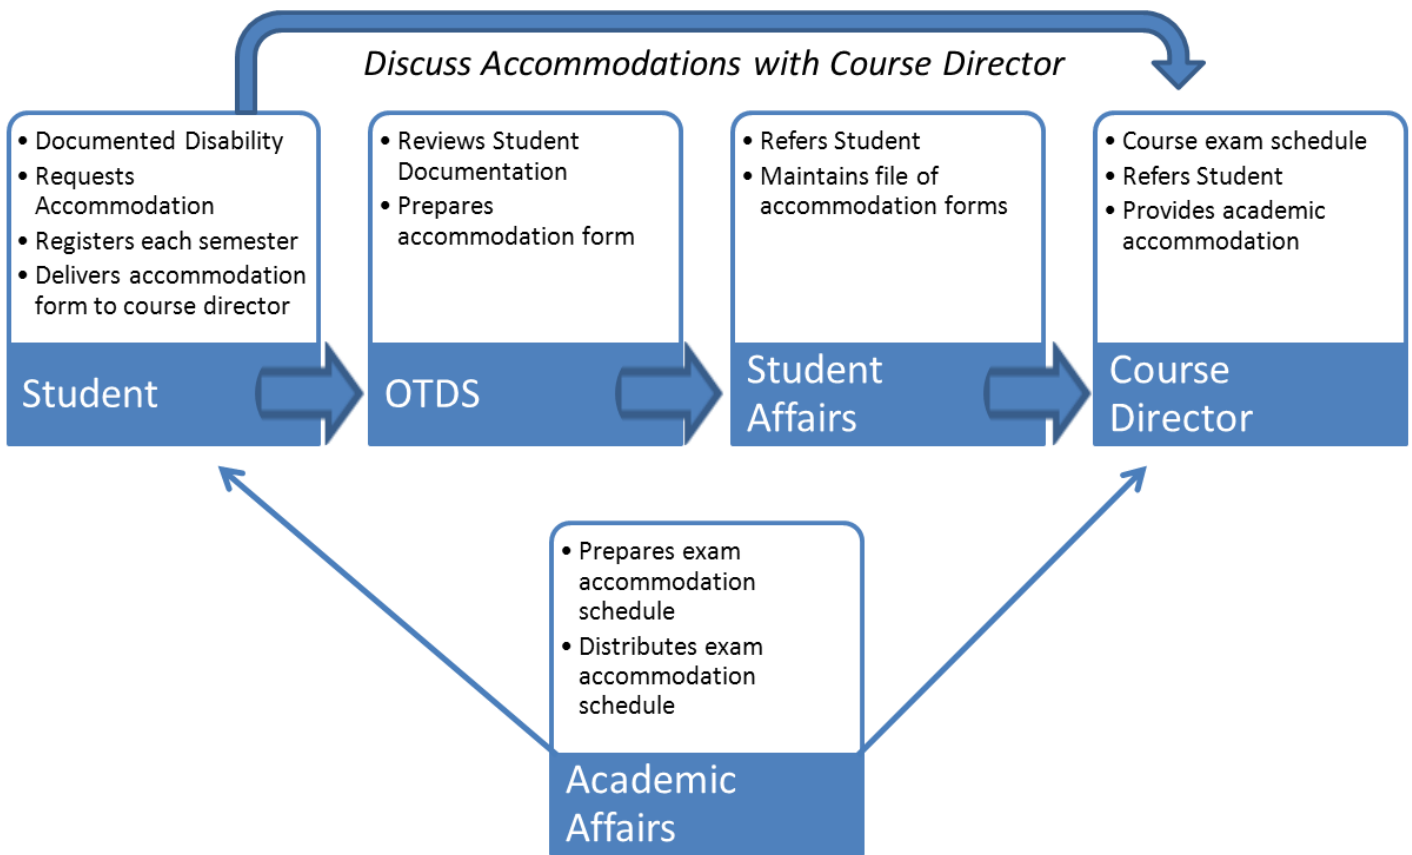 Discuss Accommodations with Course Director
• Documented Disability
• Requests
Accommodation
• Registers each semester
• Delivers accommodation
form to course director
Student
• Reviews Student
Documentation
• Prepares
accommodation form
OTDS
• Refers Student
• Maintains file of
accommodation forms
Student
Affairs
• Course exam schedule
• Refers Student
• Provides academic
accommodation
Course
Director
• Prepares exam
accommodation
schedule
• Distributes exam
accommodation
schedule
Academic
Affairs